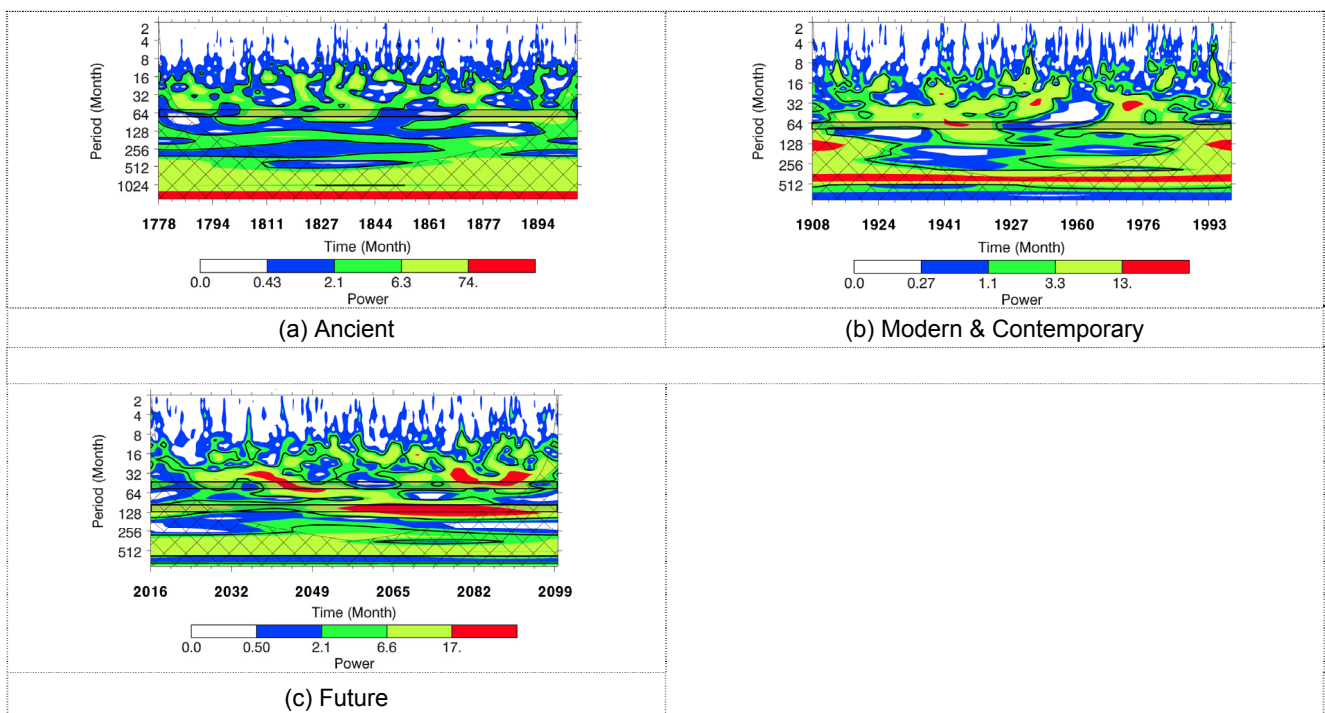 2
4
8
16
32
64
128
256
512
1024
Period (Month)
1778 1794 1811 1827 1844 1861 1877 1894
Time (Month)
0.0 0.43 2.1 6.3 74.
Power
(a) Ancient
2
4
8
16
32
64
128
256
512
Period (Month)
1908 1924 1941 1927 1960 1976 1993
Time (Month)
0.0 0.27 1.1 3.3 13.
Power
(b) Modern & Contemporary
2
4
8
16
32
64
128
256
512
Period (Month)
2016 2032 2049 2065 2082 2099
Time (Month)
0.0 0.50 2.1 6.6 17.
Power
(c) Future